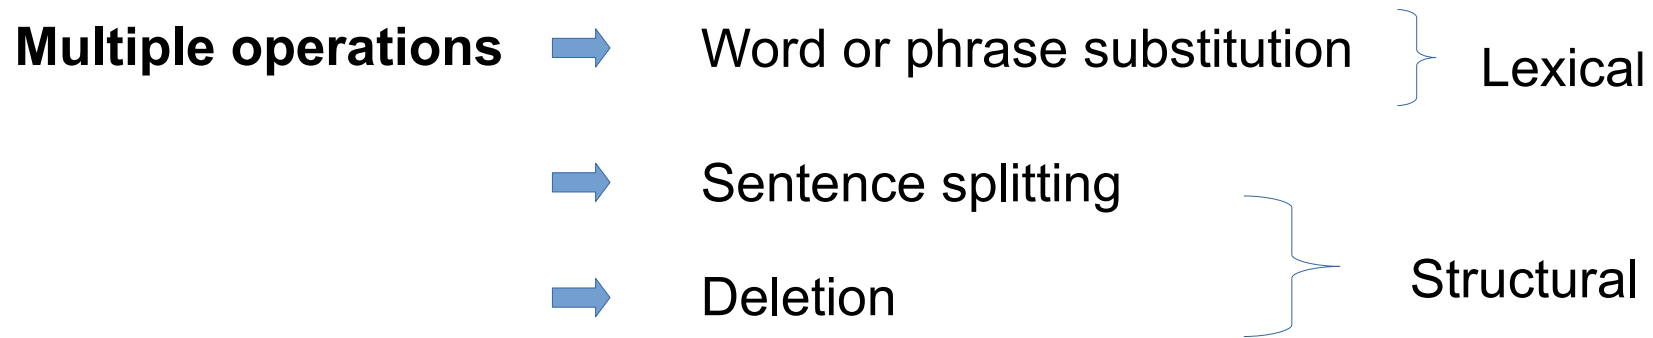 Multiple operations Word or phrase substitution Lexical
Sentence splitting
Structural
Deletion